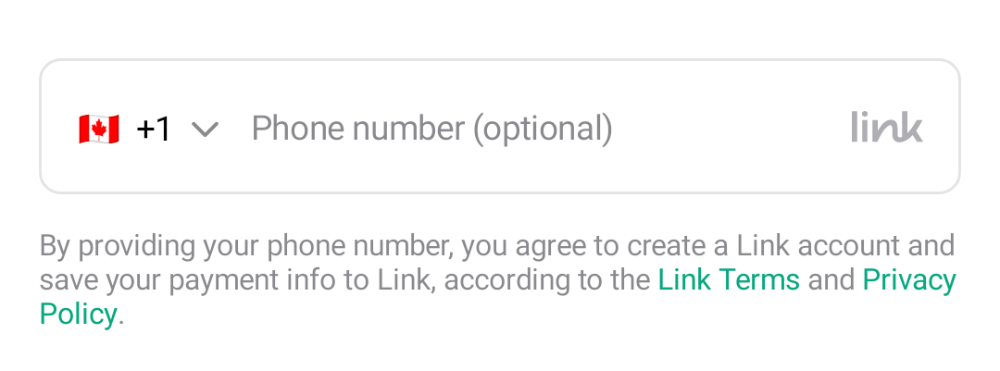 +1 Phone number (optional) link
By providing your phone number, you agree to create a Link account and
save your payment info to Link, according to the Link Terms and Privacy
Policy.